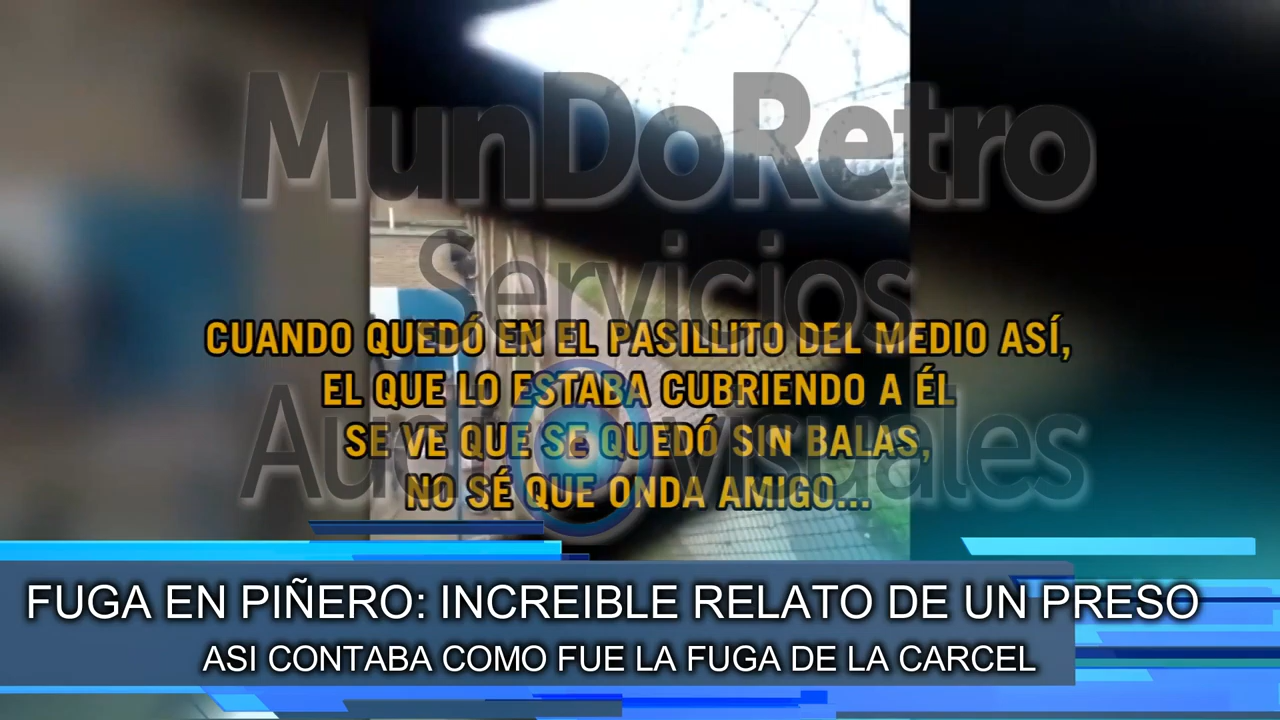 MunDoRetro
Servicios
Audiovisuales
CUANDO QUEDÓ EN EL PASILLITO DEL MEDIO ASÍ,
EL QUE LO ESTABA CUBRIENDO A ÉL
SE VE QUE SE QUEDÓ SIN BALAS,
NO SÉ QUE ONDA AMIGO...
FUGA EN PIÑERO: INCREIBLE RELATO DE UN PRESO
ASI CONTABA COMO FUE LA FUGA DE LA CARCEL